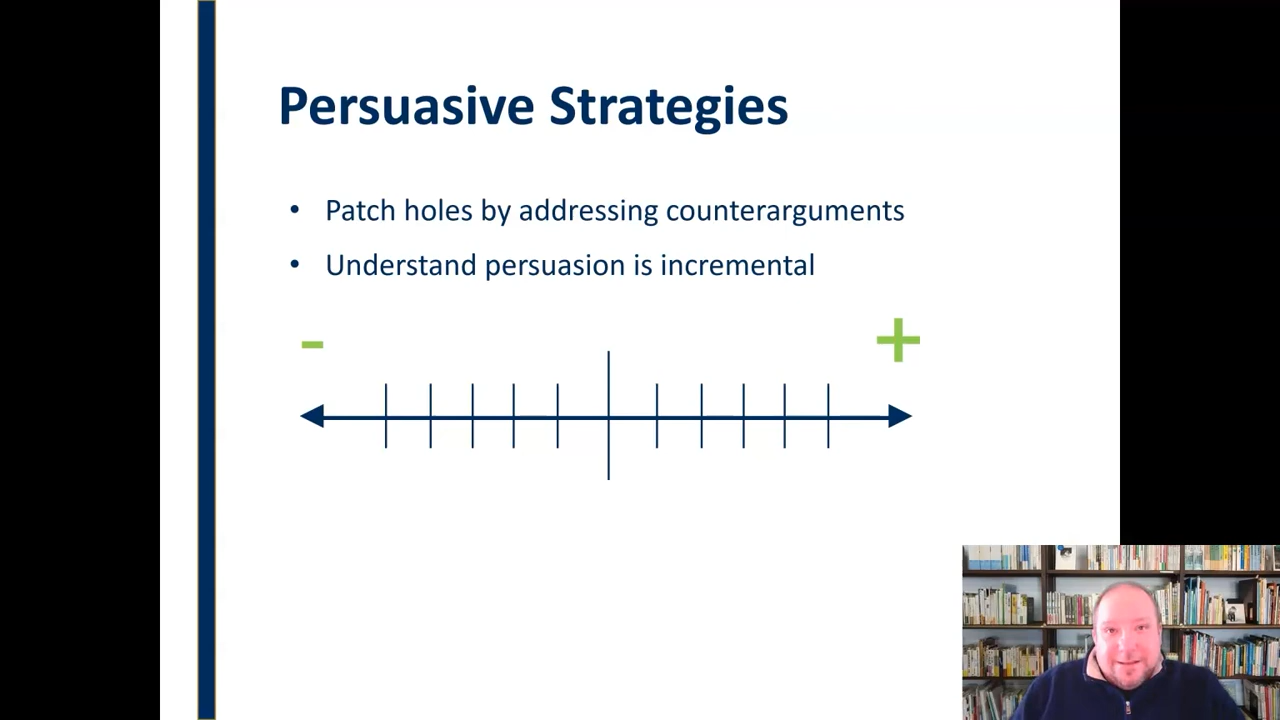 Persuasive Strategies
• Patch holes by addressing counterarguments
• Understand persuasion is incremental
- +